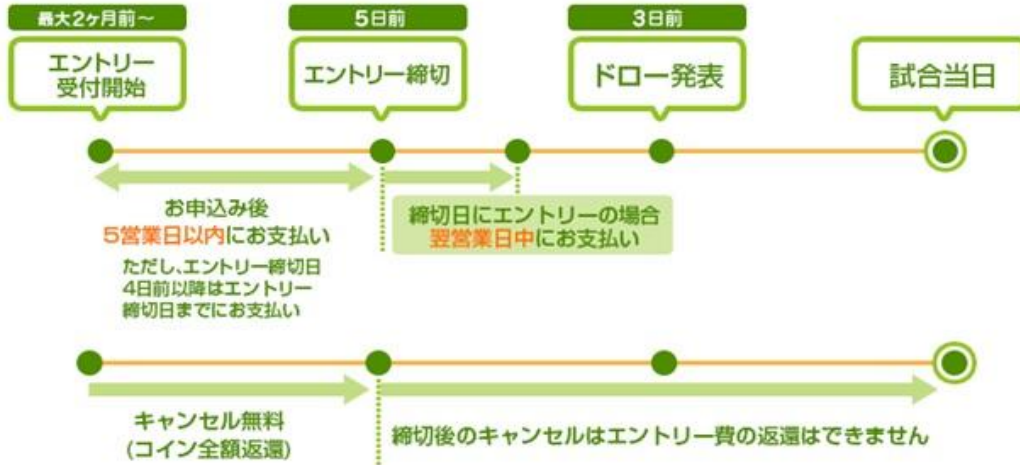 最大2ヶ月前～
5日前
3日前
エントリー
受付開始
エントリー締切
ドロー発表
試合当日
お申込み後
5営業日以内にお支払い
ただし、エントリー締切日
4日前以降はエントリー
締切日までにお支払い
締切日にエントリーの場合
翌営業日中にお支払い
キャンセル無料
(コイン全額返還)
締切後のキャンセルはエントリー費の返還はできません